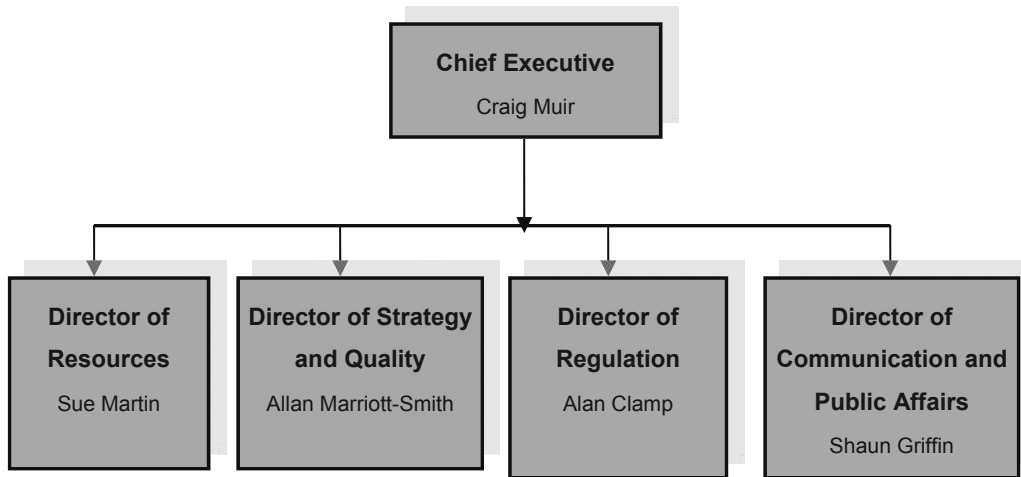 Chief Executive
Craig Muir
Director of
Resources
Sue Martin
Director of Strategy
and Quality
Allan Marriott-Smith
Director of
Regulation
Alan Clamp
Director of
Communication and
Public Affairs
Shaun Griffin